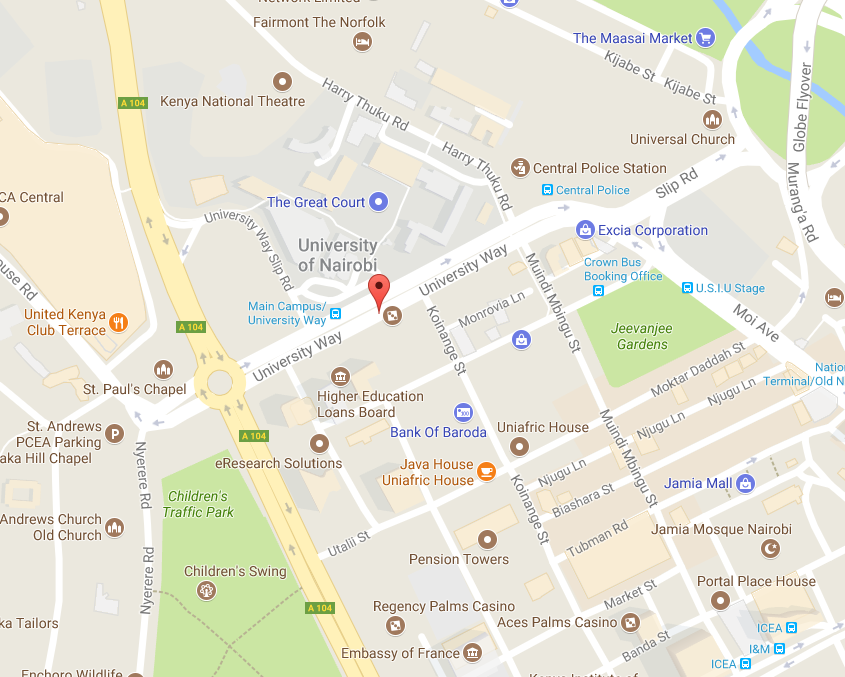 Network Limited
Fairmont The Norfolk
The Maasai Market
Kijabe St
Kijabe St
Globe Flyover
Kenya National Theatre
A 104
Harry Thuku Rd
Universal Church
Harry Thuku Rd
Central Police Station
Central Police
Slip Rd
Murang'a Rd
CA Central
The Great Court
University Way Slip Rd
University
of Nairobi
Excia Corporation
University Way
Muindi Mbingu St
Crown Bus
Booking Office
U.S.I.U Stage
ouse Rd
Main Campus/
University Way
Monrovia Ln
Moi Ave
United Kenya
Club Terrace
A 104
University Way
Koinange St
Jeevanjee
Gardens
St. Paul's Chapel
Moktar Daddah St
Natio
Terminal/Old N
Higher Education
Loans Board
Njugu Ln
Njugu Ln
Bank Of Baroda
Uniafric House
Muindi Mbingu St
St. Andrews
PCEA Parking
aka Hill Chapel
A 104
Nyerere Rd
eResearch Solutions
Java House
Uniafric House
Njugu Ln
Jamia Mall
Children's
Traffic Park
Koinange St
Biashara St
Andrews Church
Old Church
Utalii St
Tubman Rd
Jamia Mosque Nairobi
Pension Towers
Nyerere Rd
Children's Swing
Portal Place House
A 104
Regency Palms Casino
Market St
ka Tailors
Aces Palms Casino
ICEA
Banda St
I&M
Embassy of France
ICEA
Enchoro Wildlife
Kenya Institute of